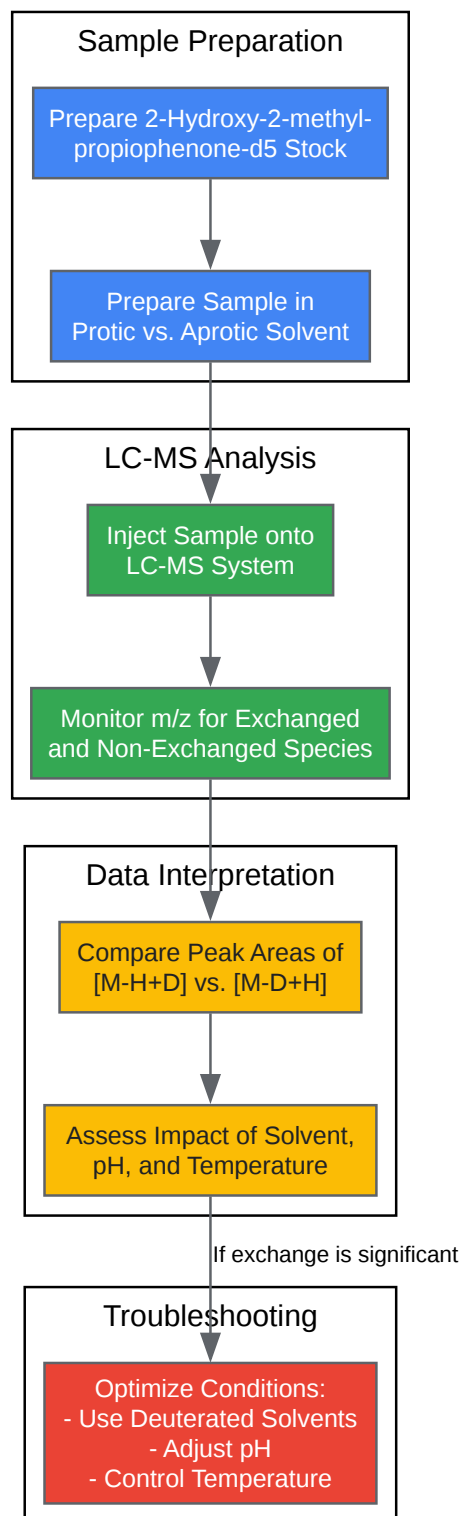 Sample Preparation
Prepare 2-Hydroxy-2-methyl-
propiophenone-d5 Stock
Prepare Sample in
Protic vs. Aprotic Solvent
LC-MS Analysis
Inject Sample onto
LC-MS System
Monitor m/z for Exchanged
and Non-Exchanged Species
Data Interpretation
Compare Peak Areas of
[M-H+D] vs. [M-D+H]
Assess Impact of Solvent,
pH, and Temperature
If exchange is significant
Troubleshooting
Optimize Conditions:
- Use Deuterated Solvents
- Adjust pH
- Control Temperature